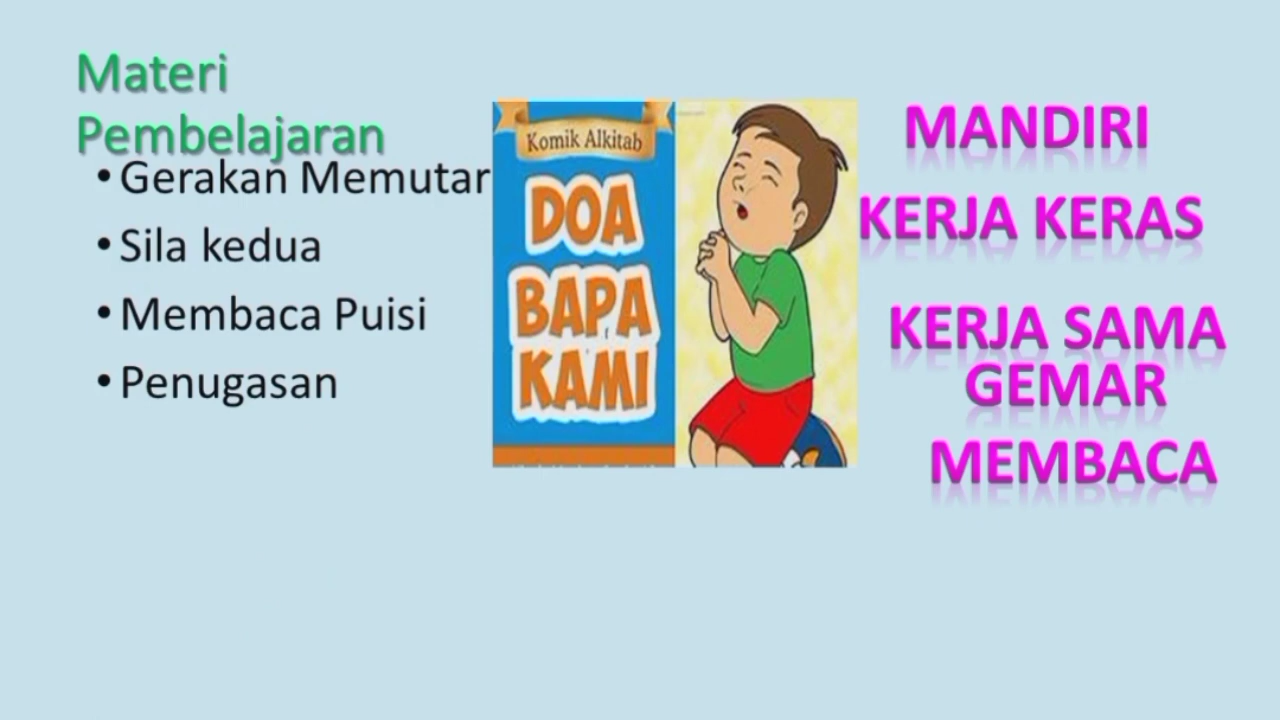 Materi
Pembelajaran
• Gerakan Memutar
• Sila kedua
• Membaca Puisi
• Penugasan
Komik Alkitab
DOA
BAPA
KAMI
MANDIRI
KERJA KERAS
KERJA SAMA
GEMAR
MEMBACA